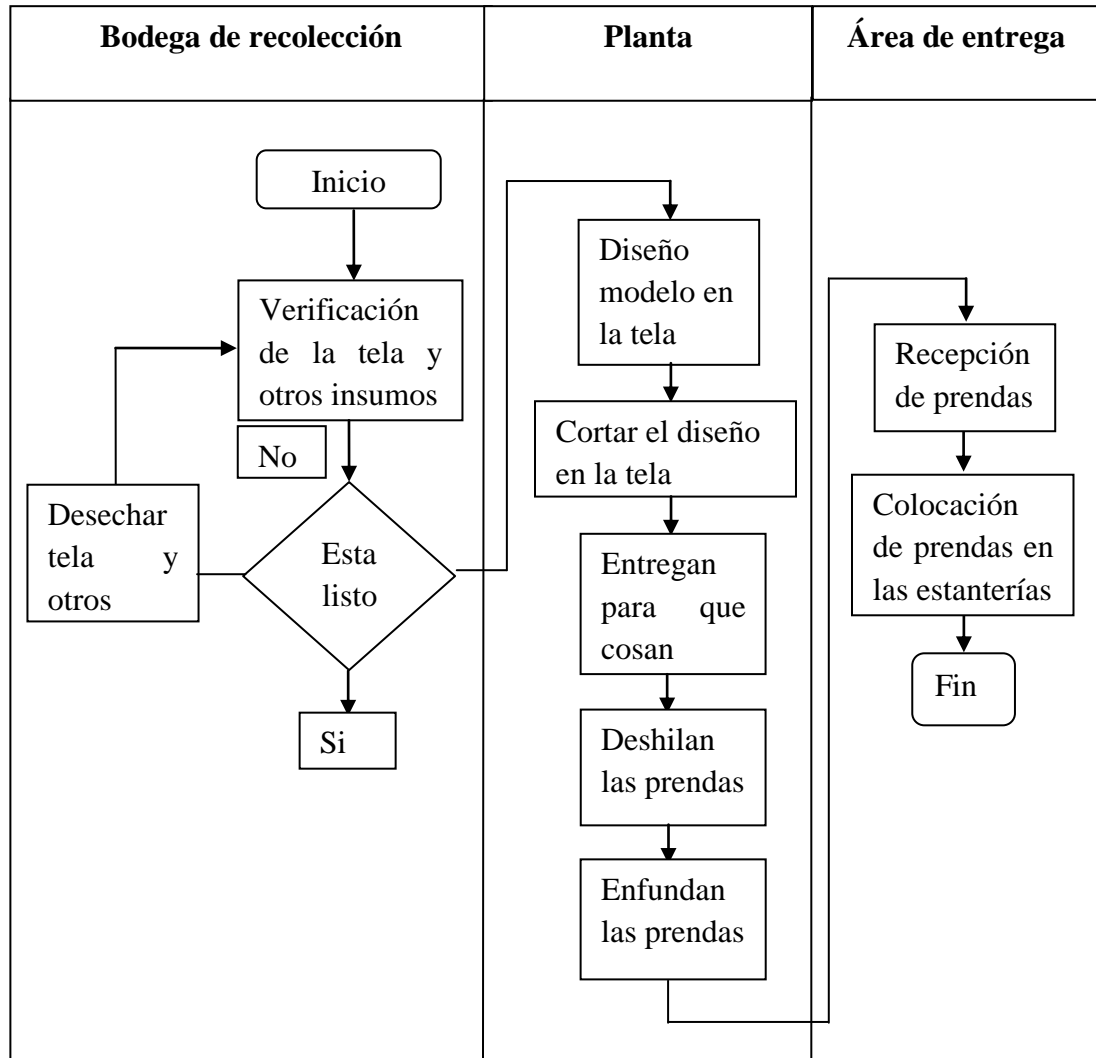 Bodega de recolección
Planta
Área de entrega
Inicio
Verificación
de la tela y
otros insumos
No
Desechar
tela y
otros
Esta
listo
Si
Diseño
modelo en
la tela
Cortar el diseño
en la tela
Entregan
para que
cosan
Deshilan
las prendas
Enfundan
las prendas
Recepción
de prendas
Colocación
de prendas en
las estanterías
Fin